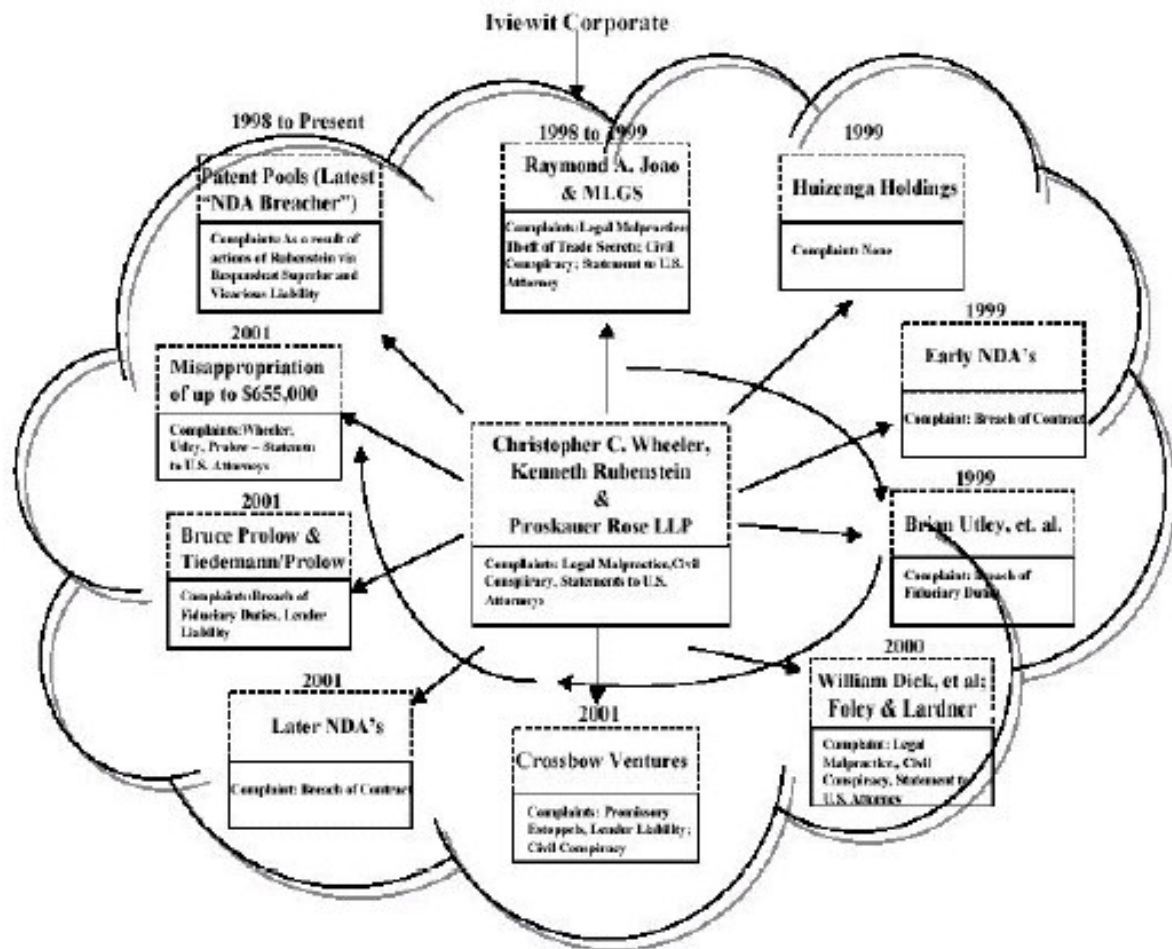 Iviewit Corporate
1998 to Present
Patent Pools (Latest
"NDA Breacher")
Complaints: As a result of
actions of Rubenstein via
Respondent Superior and
Vicarious Liability
1998 to 1999
Raymond A. Joao
& MLGS
Complaints: Legal Malpractice;
Theft of Trade Secrets; Civil
Conspiracy; Statement to U.S.
Attorney
1999
Huizenga Holdings
Complaint: None
1999
Early NDA's
Complaint: Breach of Contract
2001
Misappropriation
of up to $655,000
Complaints: Wheeler,
Utley, Prolow – Statement
to U.S. Attorneys
Christopher C. Wheeler,
Kenneth Rubenstein
&
Proskauer Rose LLP
Complaints: Legal Malpractice, Civil
Conspiracy, Statements to U.S.
Attorneys
1999
Brian Utley, et. al.
Complaint: Breach of
Fiduciary Duties
2001
Bruce Prolow &
Tiedemann/Prolow
Complaints: Breach of
Fiduciary Duties, Lender
Liability
2000
William Dick, et al;
Foley & Lardner
Complaint: Legal
Malpractice, Civil
Conspiracy, Statement to
U.S. Attorney
2001
Later NDA's
Complaint: Breach of Contract
2001
Crossbow Ventures
Complaints: Promissory
Estoppels, Lender Liability;
Civil Conspiracy